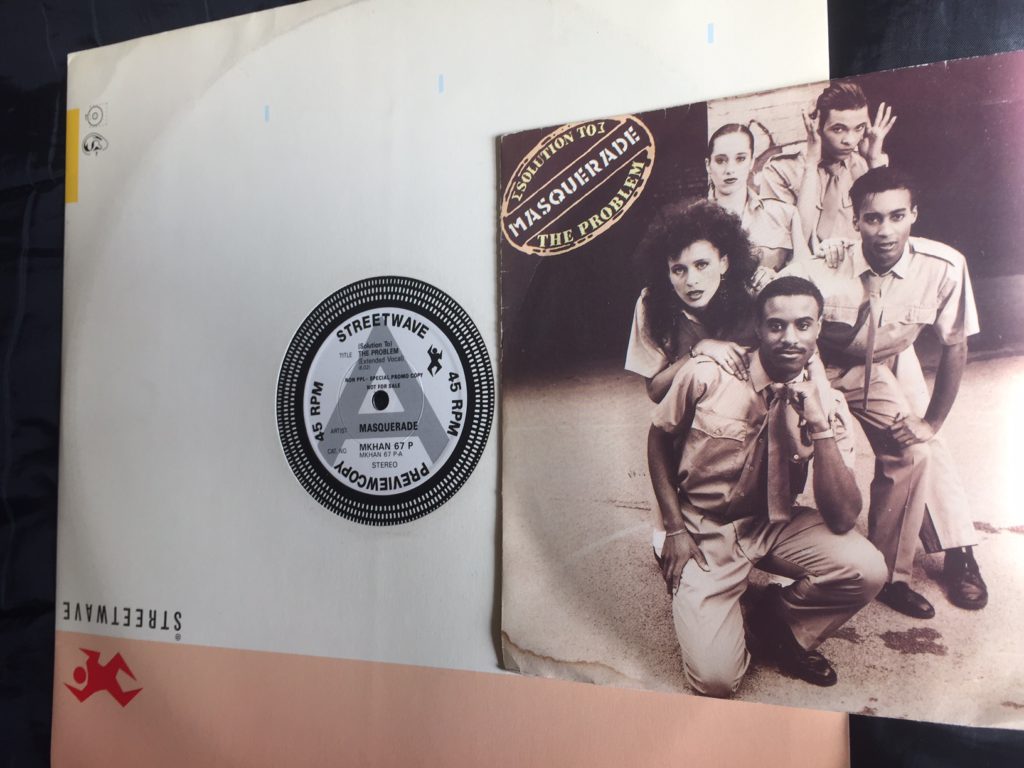 STREETWAVE
TITLE
(Solution To)
THE PROBLEM
(Extended Vocal)
NON PPL - SPECIAL PROMO COPY
NOT FOR SALE
45 RPM
45 RPM
ARTIST
MASQUERADE
CAT NO.
MKHAN 67 P
MKHAN 67 P-A
STEREO
PREVIEWCOPY
A
STREETWAVE
®
[SOLUTION TO]
MASQUERADE
THE PROBLEM